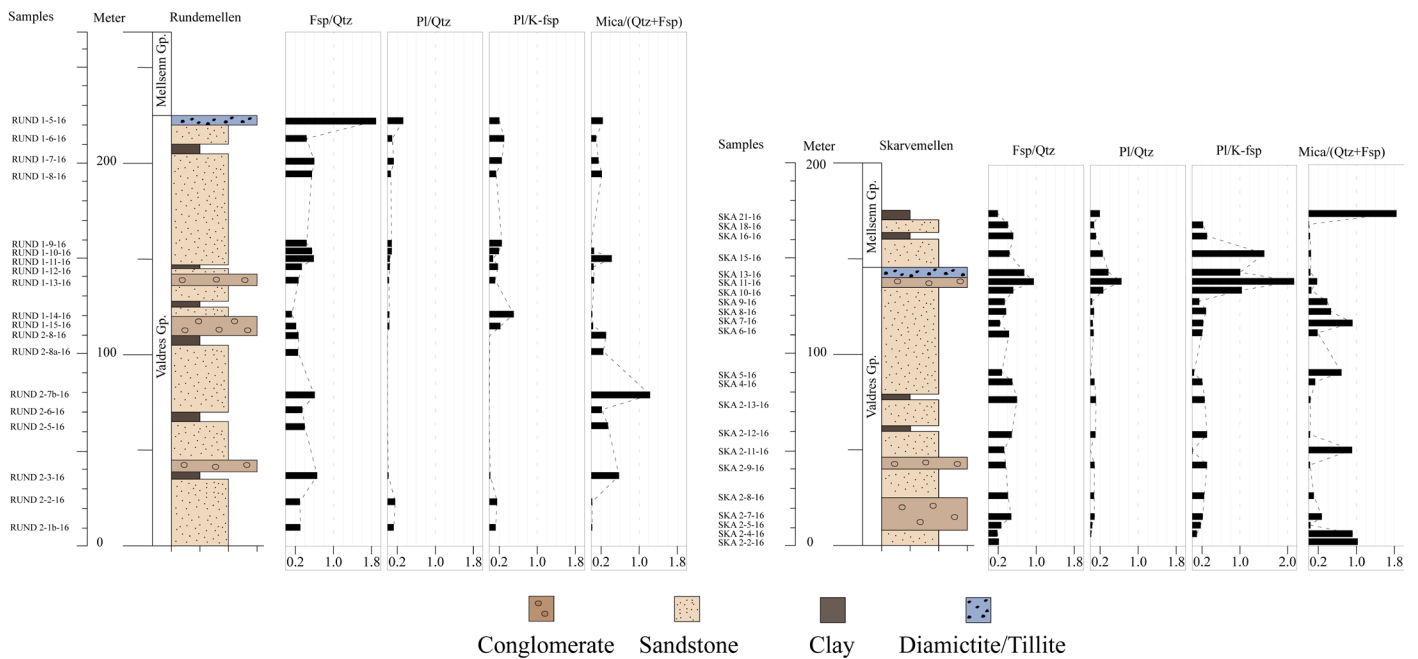 Samples
Meter
Rundemellen
Fsp/Qtz
Pl/Qtz
Pl/K-fsp
Mica/(Qtz+Fsp)
Mellsenn Gp.
Valdres Gp.
200
100
0
RUND 1-5-16
RUND 1-6-16
RUND 1-7-16
RUND 1-8-16
RUND 1-9-16
RUND 1-10-16
RUND 1-11-16
RUND 1-12-16
RUND 1-13-16
RUND 1-14-16
RUND 1-15-16
RUND 2-8-16
RUND 2-8a-16
RUND 2-7b-16
RUND 2-6-16
RUND 2-5-16
RUND 2-3-16
RUND 2-2-16
RUND 2-1b-16
0.2 1.0 1.8
0.2 1.0 1.8
0.2 1.0 1.8
0.2 1.0 1.8
Samples
Meter
Skarvemellen
Fsp/Qtz
Pl/Qtz
Pl/K-fsp
Mica/(Qtz+Fsp)
Mellsenn Gp.
Valdres Gp.
200
100
0
SKA 21-16
SKA 18-16
SKA 16-16
SKA 15-16
SKA 13-16
SKA 11-16
SKA 10-16
SKA 9-16
SKA 8-16
SKA 7-16
SKA 6-16
SKA 5-16
SKA 4-16
SKA 2-13-16
SKA 2-12-16
SKA 2-11-16
SKA 2-9-16
SKA 2-8-16
SKA 2-7-16
SKA 2-5-16
SKA 2-4-16
SKA 2-2-16
0.2 1.0 1.8
0.2 1.0 1.8
0.2 1.0 2.0
0.2 1.0 1.8
Conglomerate
Sandstone
Clay
Diamictite/Tillite